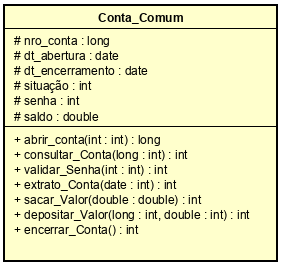 Conta_Comum
# nro_conta : long
# dt_abertura : date
# dt_encerramento : date
# situação : int
# senha : int
# saldo : double
+ abrir_conta(int : int) : long
+ consultar_Conta(long : int) : int
+ validar_Senha(int : int) : int
+ extrato_Conta(date : int) : int
+ sacar_Valor(double : double) : int
+ depositar_Valor(long : int, double : int) : int
+ encerrar_Conta() : int